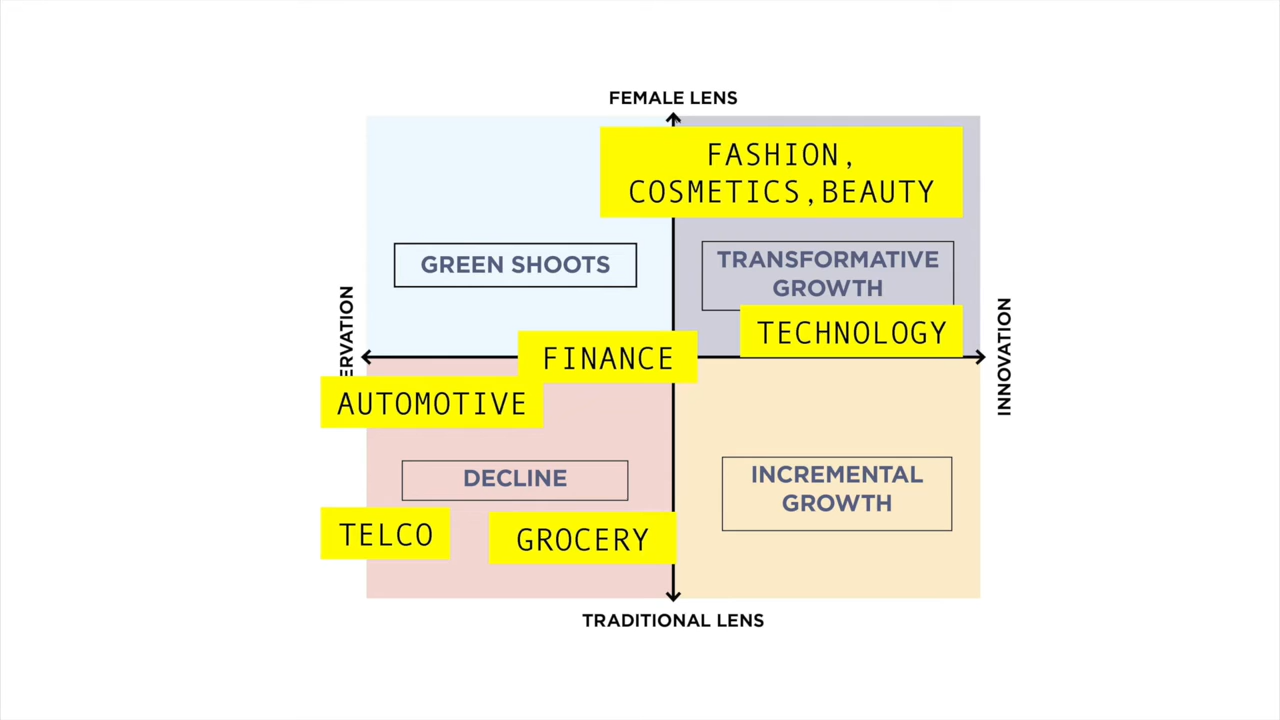 FEMALE LENS
FASHION,
COSMETICS,BEAUTY
GREEN SHOOTS
TRANSFORMATIVE
GROWTH
TECHNOLOGY
FINANCE
ERVATION
INNOVATION
AUTOMOTIVE
DECLINE
INCREMENTAL
GROWTH
TELCO
GROCERY
TRADITIONAL LENS